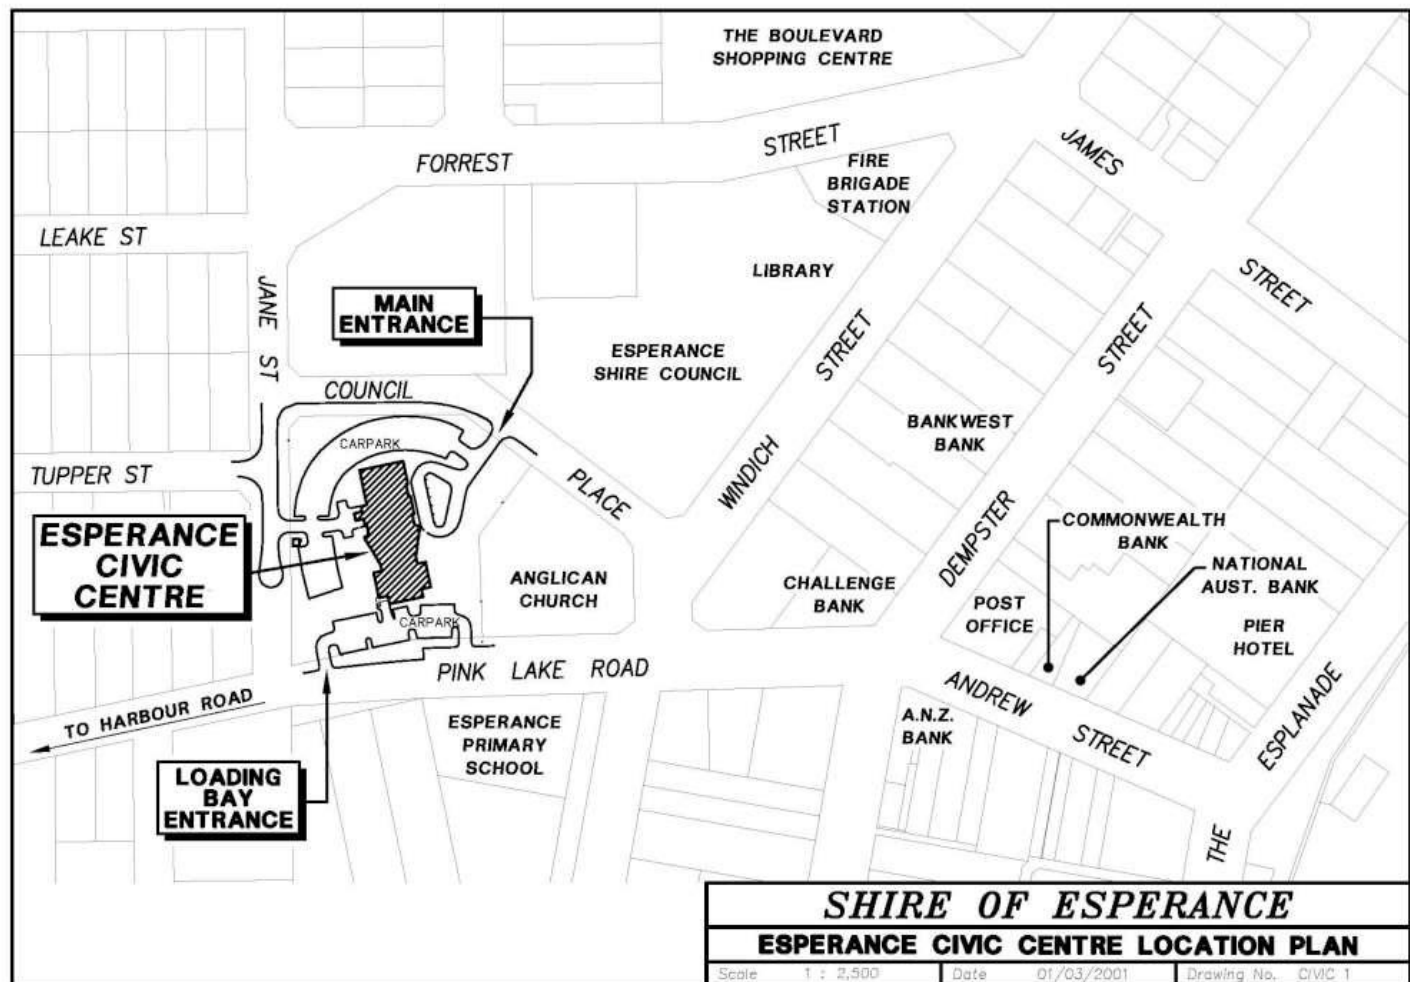 THE BOULEVARD
SHOPPING CENTRE
FORREST
STREET
FIRE
BRIGADE
STATION
JAMES
STREET
LEAKE ST
LIBRARY
JANE ST
MAIN
ENTRANCE
ESPERANCE
SHIRE COUNCIL
WINDICH
STREET
DEMPSTER
STREET
COUNCIL
PLACE
CARPARK
BANKWEST
BANK
TUPPER ST
ESPERANCE
CIVIC
CENTRE
COMMONWEALTH
BANK
NATIONAL
AUST. BANK
ANGLICAN
CHURCH
CHALLENGE
BANK
POST
OFFICE
PIER
HOTEL
CARPARK
PINK LAKE ROAD
ANDREW
STREET
THE
ESPLANADE
TO HARBOUR ROAD
ESPERANCE
PRIMARY
SCHOOL
A.N.Z.
BANK
LOADING
BAY
ENTRANCE
SHIRE OF ESPERANCE
ESPERANCE CIVIC CENTRE LOCATION PLAN
Scale 1 : 2,500 Date 01/03/2001 Drawing No. CIVIC 1